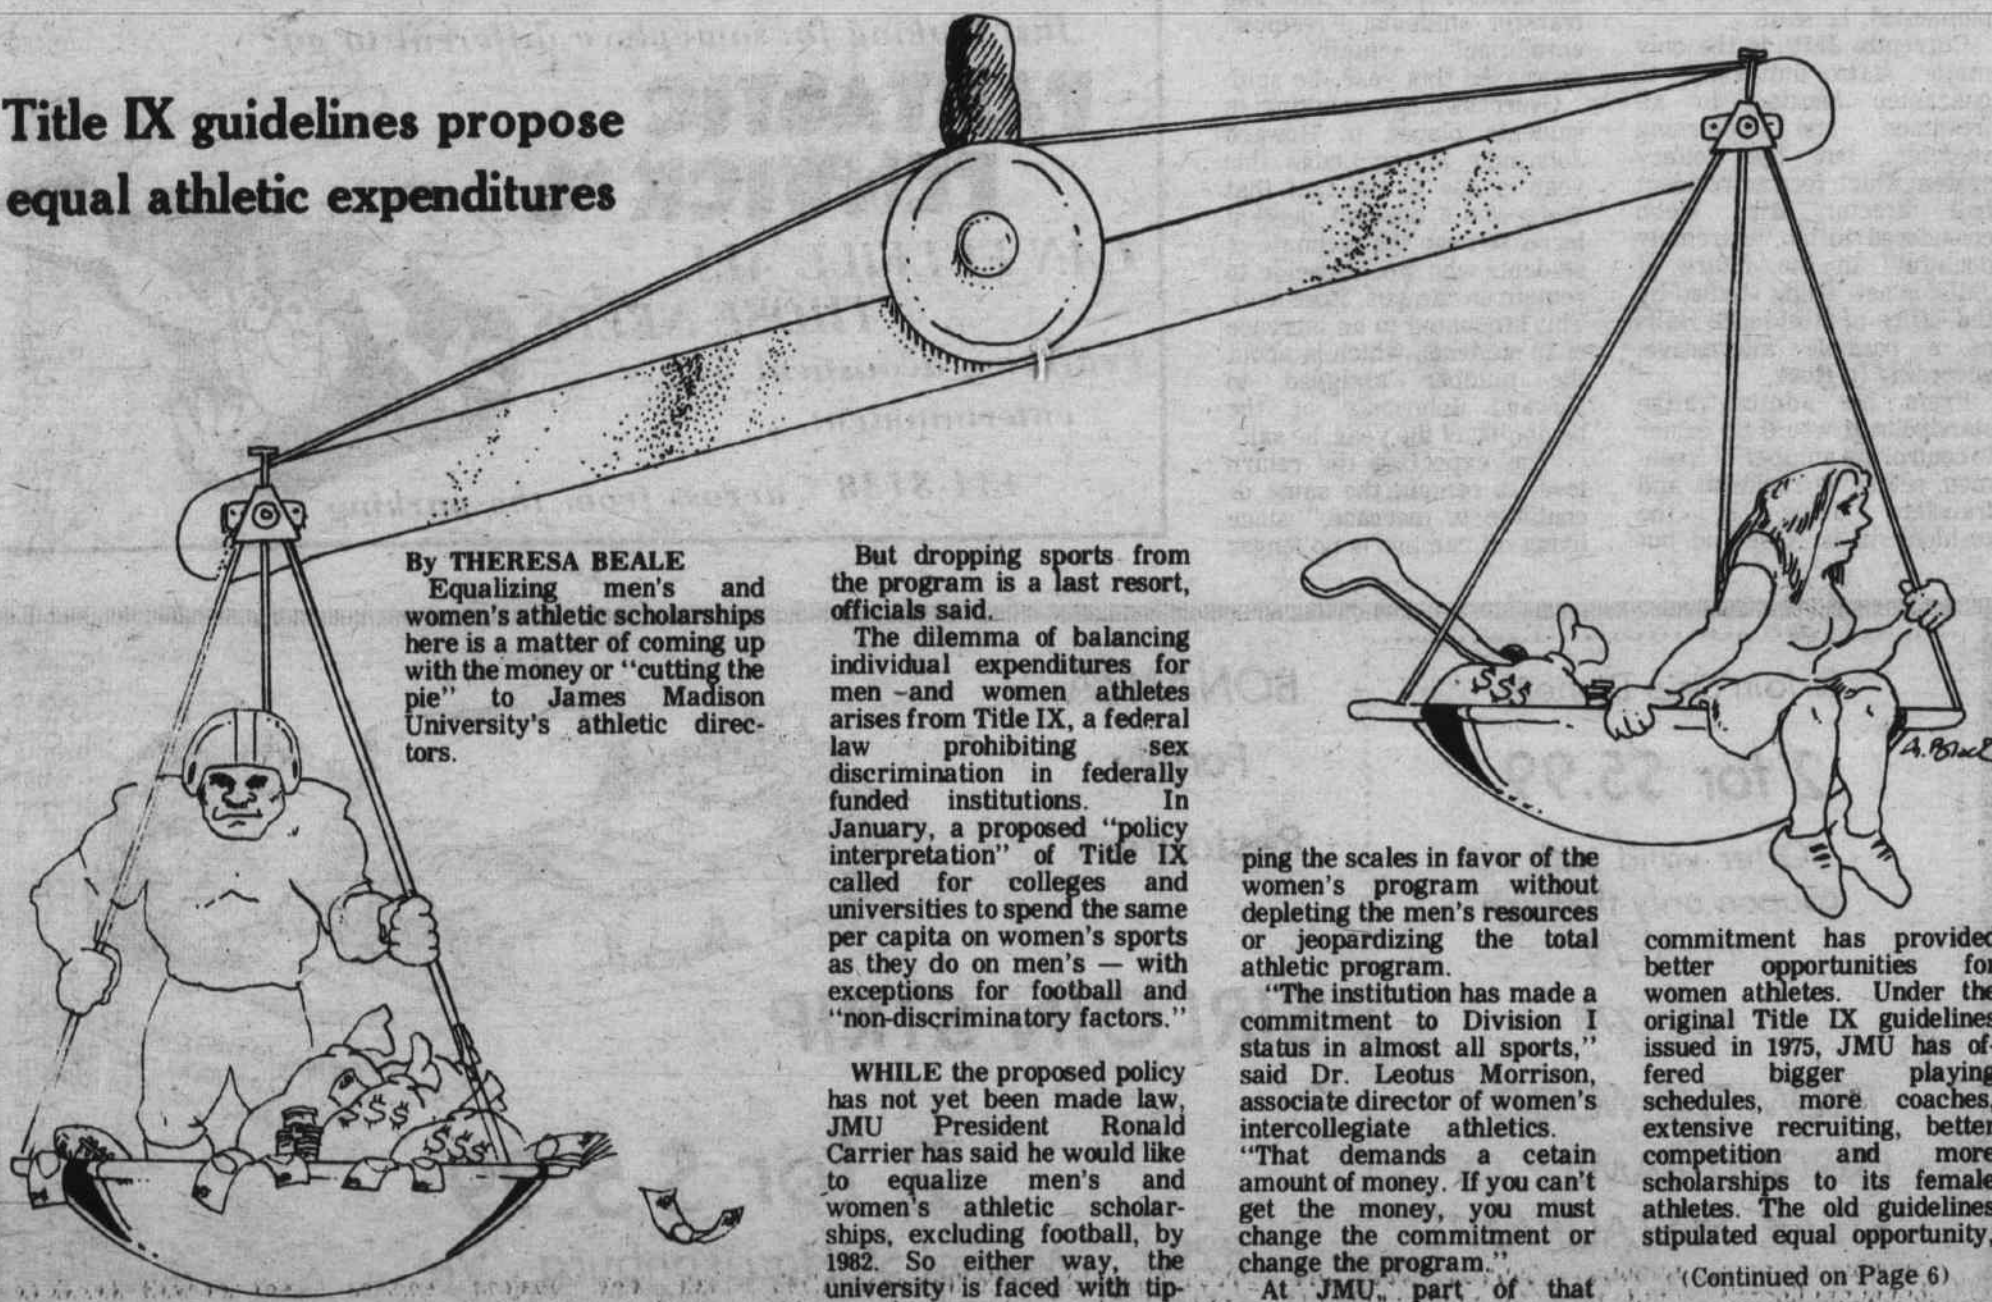 Title IX guidelines propose
equal athletic expenditures
By THERESA BEALE
Equalizing men's and
women's athletic scholarships
here is a matter of coming up
with the money or “cutting the
pie” to James Madison
University's athletic direc-
tors.
But dropping sports from
the program is a last resort,
officials said.
The dilemma of balancing
individual expenditures for
men -and women athletes
arises from Title IX, a federal
law prohibiting sex
discrimination in federally
funded institutions. In
January, a proposed “policy
interpretation” of Title IX
called for colleges and
universities to spend the same
per capita on women's sports
as they do on men's — with
exceptions for football and
“non-discriminatory factors.”
WHILE the proposed policy
has not yet been made law,
JMU President Ronald
Carrier has said he would like
to equalize men's and
women's athletic scholar-
ships, excluding football, by
1982. So either way, the
university is faced with tip-
ping the scales in favor of the
women's program without
depleting the men's resources
or jeopardizing the total
athletic program.
“The institution has made a
commitment to Division I
status in almost all sports,”
said Dr. Leotus Morrison,
associate director of women's
intercollegiate athletics.
“That demands a cetain
amount of money. If you can't
get the money, you must
change the commitment or
change the program.”
At JMU, part of that
commitment has provided
better opportunities for
women athletes. Under the
original Title IX guidelines
issued in 1975, JMU has of-
fered bigger playing
schedules, more coaches,
extensive recruiting, better
competition and more
scholarships to its female
athletes. The old guidelines
stipulated equal opportunity,
(Continued on Page 6)
$$$
$$$
$$$